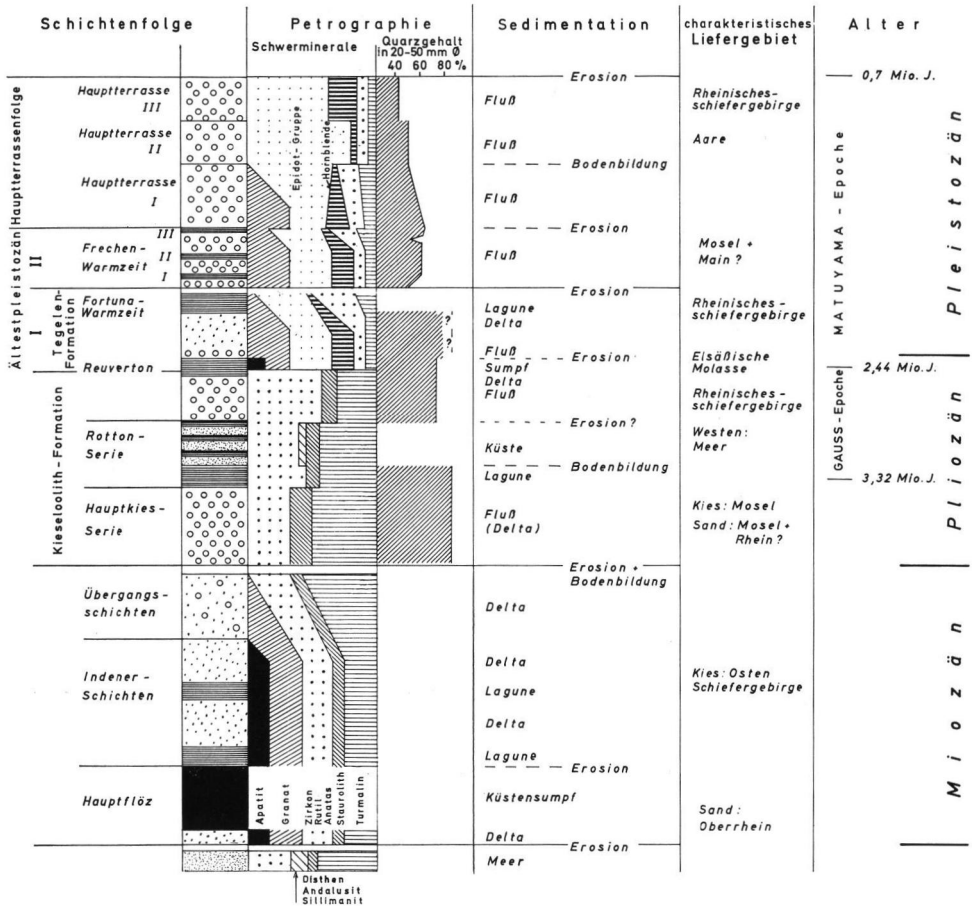 Schichtenfolge
Petrographie
Sedimentation
charakteristisches
Liefergebiet
Alter
Schwerminerale
Quarzgehalt
in 20-50 mm Ø
40 60 80 %
Erosion
0,7 Mio. J.
Hauptterrasse
III
Fluß
Rheinisches-
schiefergebirge
Hauptterrasse
II
Fluß
Aare
Bodenbildung
Hauptterrasse
I
Fluß
Erosion
Frechen-
Warmzeit
III
II
I
Fluß
Mosel +
Main ?
Erosion
Fortuna-
Warmzeit
Lagune
Delta
Rheinisches -
schiefergebirge
?
?
Fluß
Erosion
Elsäßische
Molasse
Reuverton
Sumpf
Delta
Fluß
2,44 Mio. J.
Rheinisches-
schiefergebirge
Erosion ?
Rotton-
Serie
Küste
Westen:
Meer
Bodenbildung
Lagune
3,32 Mio. J.
Hauptkies-
Serie
Fluß
(Delta)
Kies: Mosel
Sand: Mosel +
Rhein ?
Erosion +
Bodenbildung
Übergangs-
schichten
Delta
Indener-
Schichten
Delta
Lagune
Delta
Lagune
Kies: Osten
Schiefergebirge
Erosion
Hauptflöz
Küstensumpf
Sand:
Oberrhein
Delta
Erosion
Meer
Disthen
Andalusit
Sillimanit
Ältestpleistozän
I
II
Hauptterrassenfolge
Tegelen-
Formation
Kieseloolith-Formation
Epidot-Gruppe
Hornblende
Apatit
Granat
Zirkon
Rutil
Anatas
Staurolith
Turmalin
MATUYAMA - Epoche
GAUSS-Epoche
Pleistozän
Pliozän
Miozän